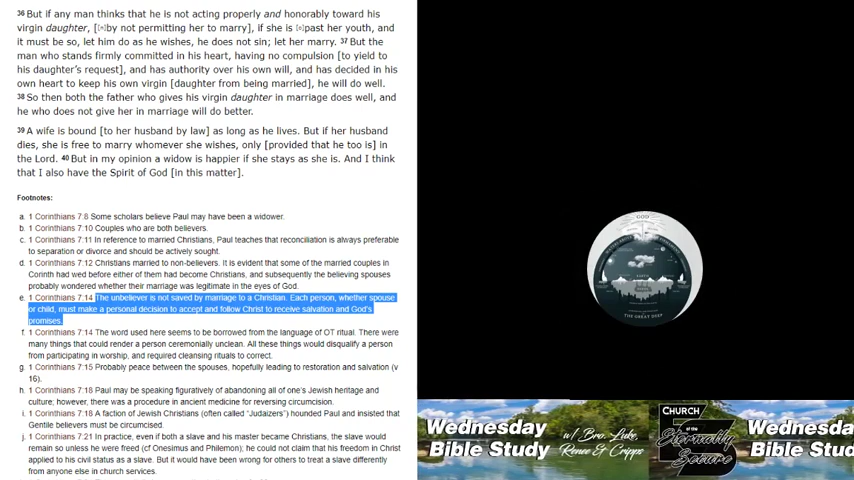 36 But if any man thinks that he is not acting properly and honorably toward his
virgin daughter, [by not permitting her to marry], if she is past her youth, and
it must be so, let him do as he wishes, he does not sin; let her marry. 37 But the
man who stands firmly committed in his heart, having no compulsion [to yield to
his daughter's request], and has authority over his own will, and has decided in his
own heart to keep his own virgin [daughter from being married], he will do well.
38 So then both the father who gives his virgin daughter in marriage does well, and
he who does not give her in marriage will do better.
39 A wife is bound [to her husband by law] as long as he lives. But if her husband
dies, she is free to marry whomever she wishes, only [provided that he too is] in
the Lord. 40 But in my opinion a widow is happier if she stays as she is. And I think
that I also have the Spirit of God [in this matter].
Footnotes:
a. 1 Corinthians 7:8 Some scholars believe Paul may have been a widower.
b. 1 Corinthians 7:10 Couples who are both believers.
c. 1 Corinthians 7:11 In reference to married Christians, Paul teaches that reconciliation is always preferable
to separation or divorce and should be actively sought.
d. 1 Corinthians 7:12 Christians married to non-believers. It is evident that some of the married couples in
Corinth had wed before either of them had become Christians, and subsequently the believing spouses
probably wondered whether their marriage was legitimate in the eyes of God.
e. 1 Corinthians 7:14 The unbeliever is not saved by marriage to a Christian. Each person, whether spouse
or child, must make a personal decision to accept and follow Christ to receive salvation and God's
promises.
f. 1 Corinthians 7:14 The word used here seems to be borrowed from the language of OT ritual. There were
many things that could render a person ceremonially unclean. All these things would disqualify a person
from participating in worship, and required cleansing rituals to correct.
g. 1 Corinthians 7:15 Probably peace between the spouses, hopefully leading to restoration and salvation (v
16).
h. 1 Corinthians 7:18 Paul may be speaking figuratively of abandoning all of one's Jewish heritage and
culture; however, there was a procedure in ancient medicine for reversing circumcision.
i. 1 Corinthians 7:18 A faction of Jewish Christians (often called "Judaizers") hounded Paul and insisted that
Gentile believers must be circumcised.
j. 1 Corinthians 7:21 In practice, even if both a slave and his master became Christians, the slave would
remain so unless he were freed (cf Onesimus and Philemon); he could not claim that his freedom in Christ
applied to his civil status as a slave. But it would have been wrong for others to treat a slave differently
from anyone else in church services.
GOD
THE GREAT DEEP
Wednesday
Bible Study
w/ Bro. Luke,
Renee & Cripps
CHURCH
of the
Eternally
Secure
Wednesda
Bible Stu